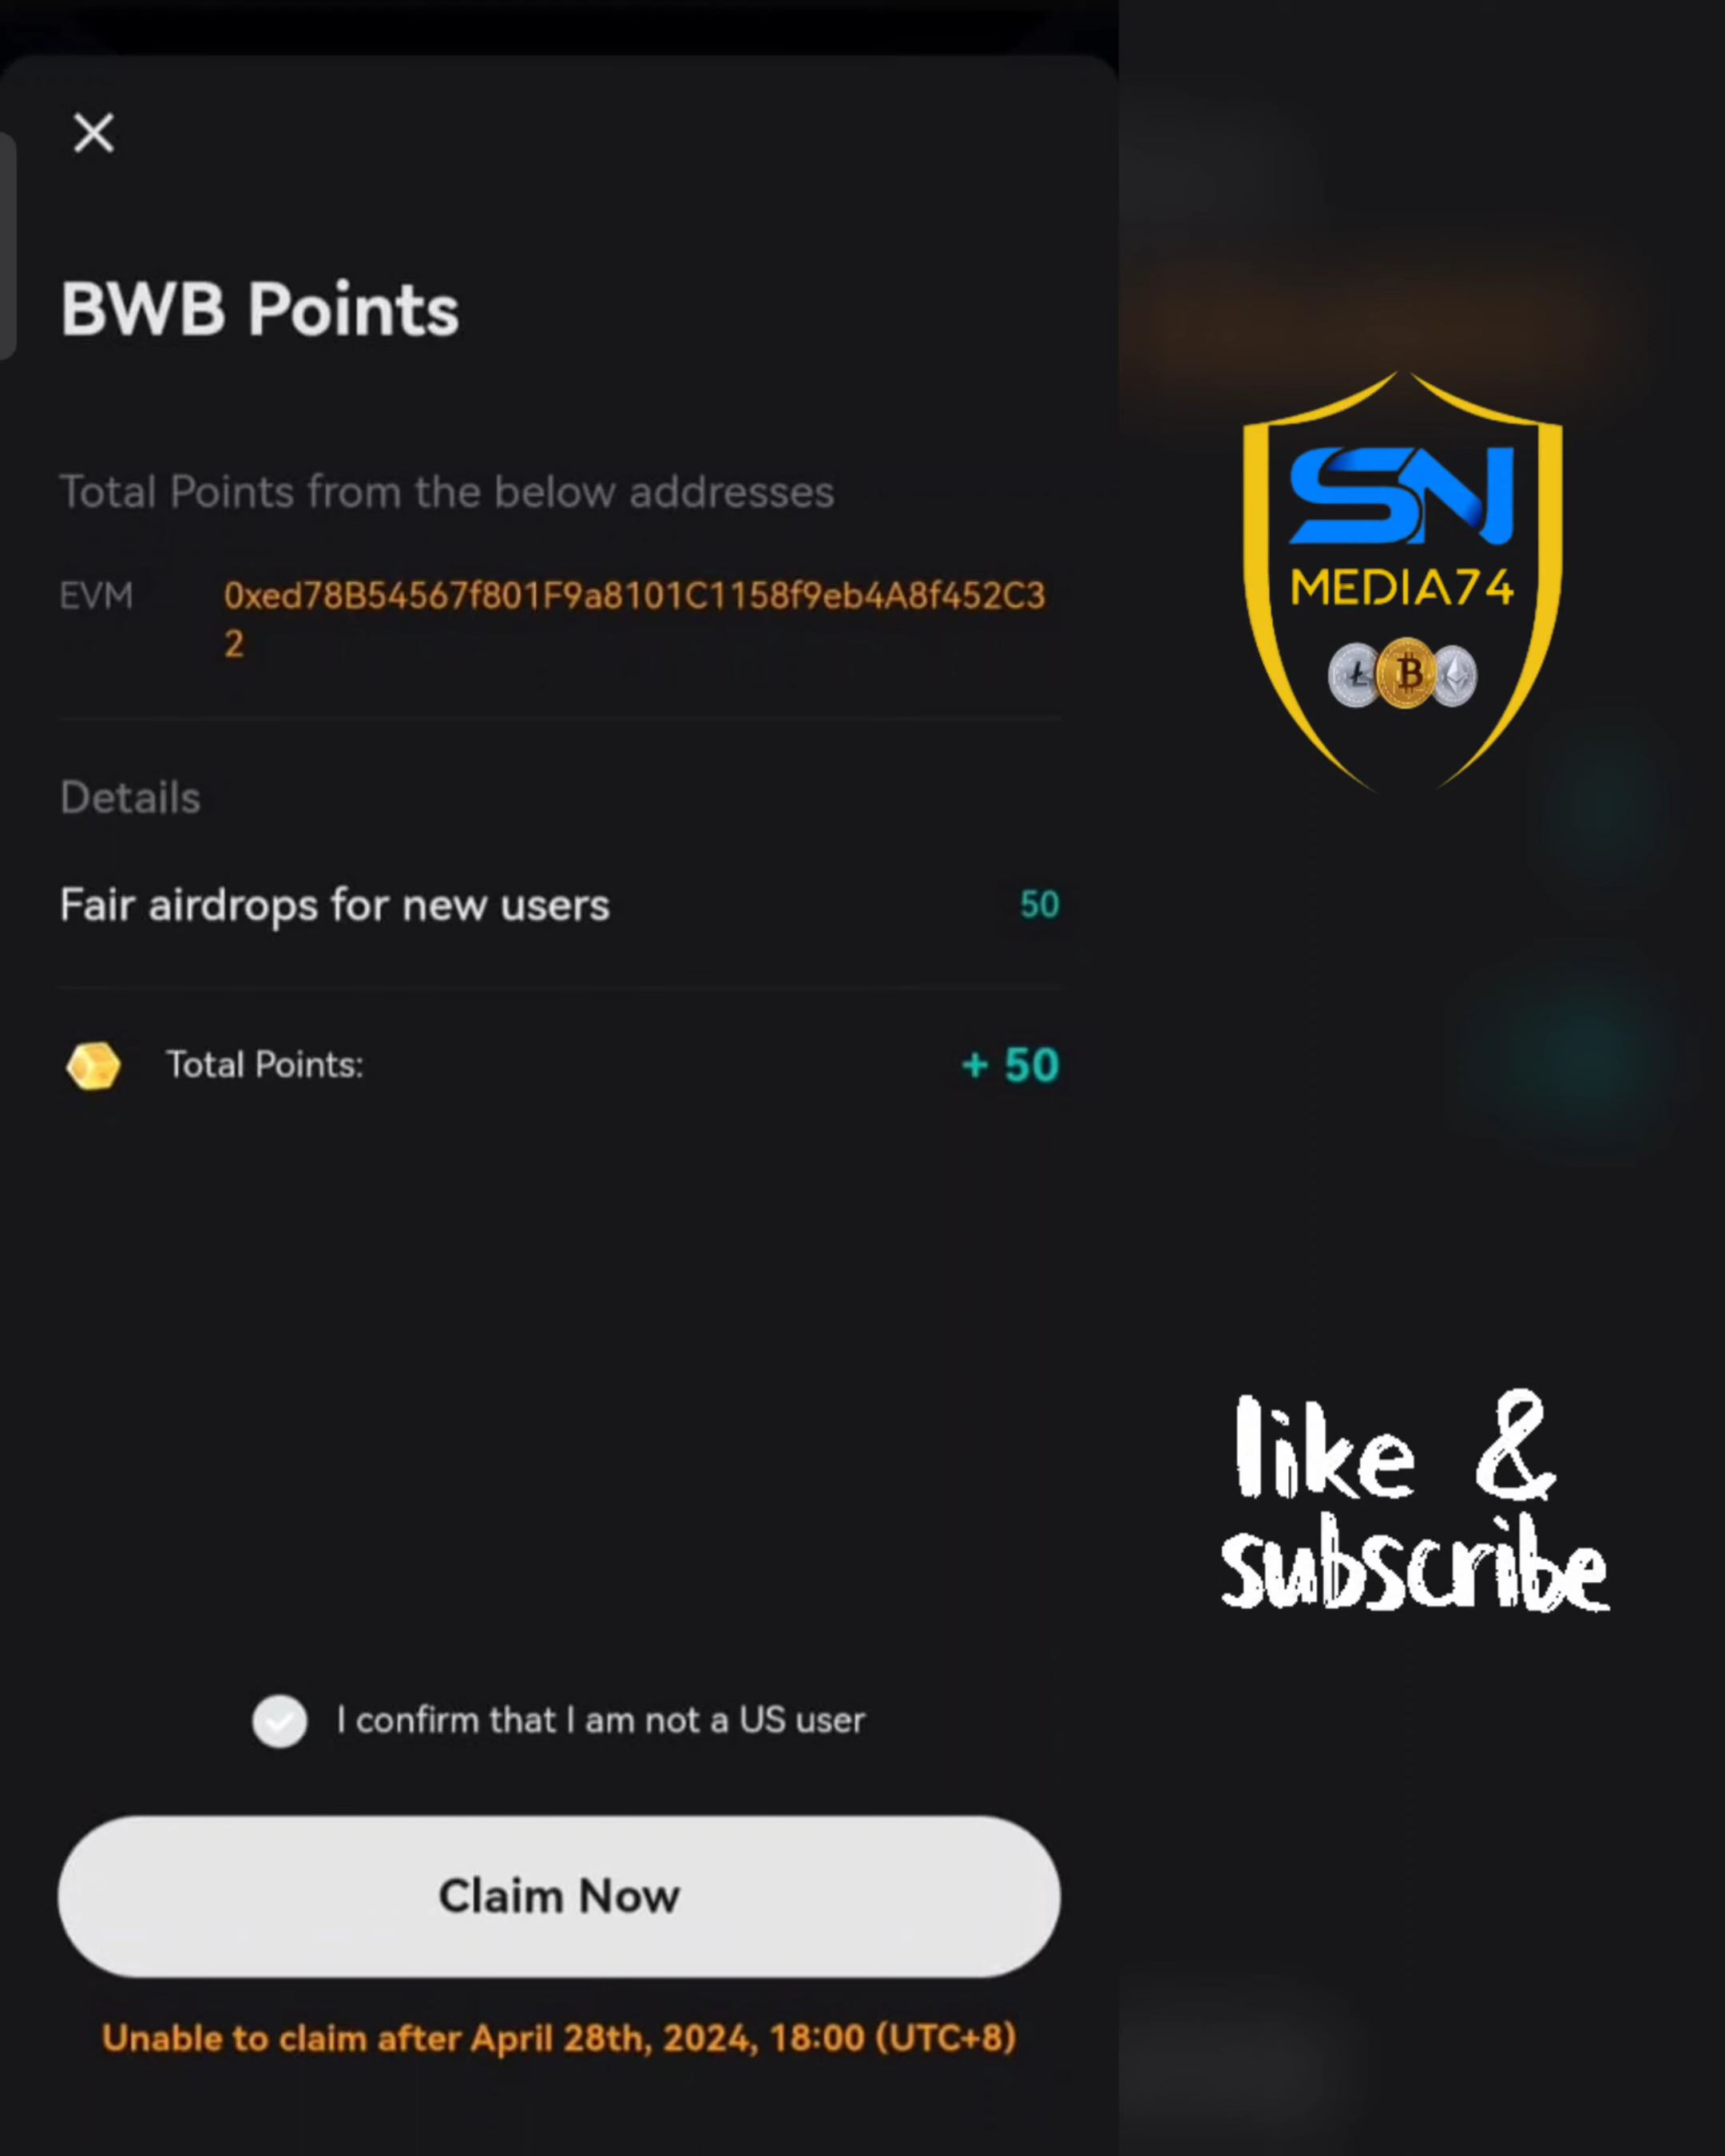 BWB Points
Total Points from the below addresses
EVM 0xed78B54567f801F9a8101C1158f9eb4A8f452C3
2
Details
Fair airdrops for new users 50
Total Points: + 50
I confirm that I am not a US user
Claim Now
Unable to claim after April 28th, 2024, 18:00 (UTC+8)
SN
MEDIA74
like &
subscribe